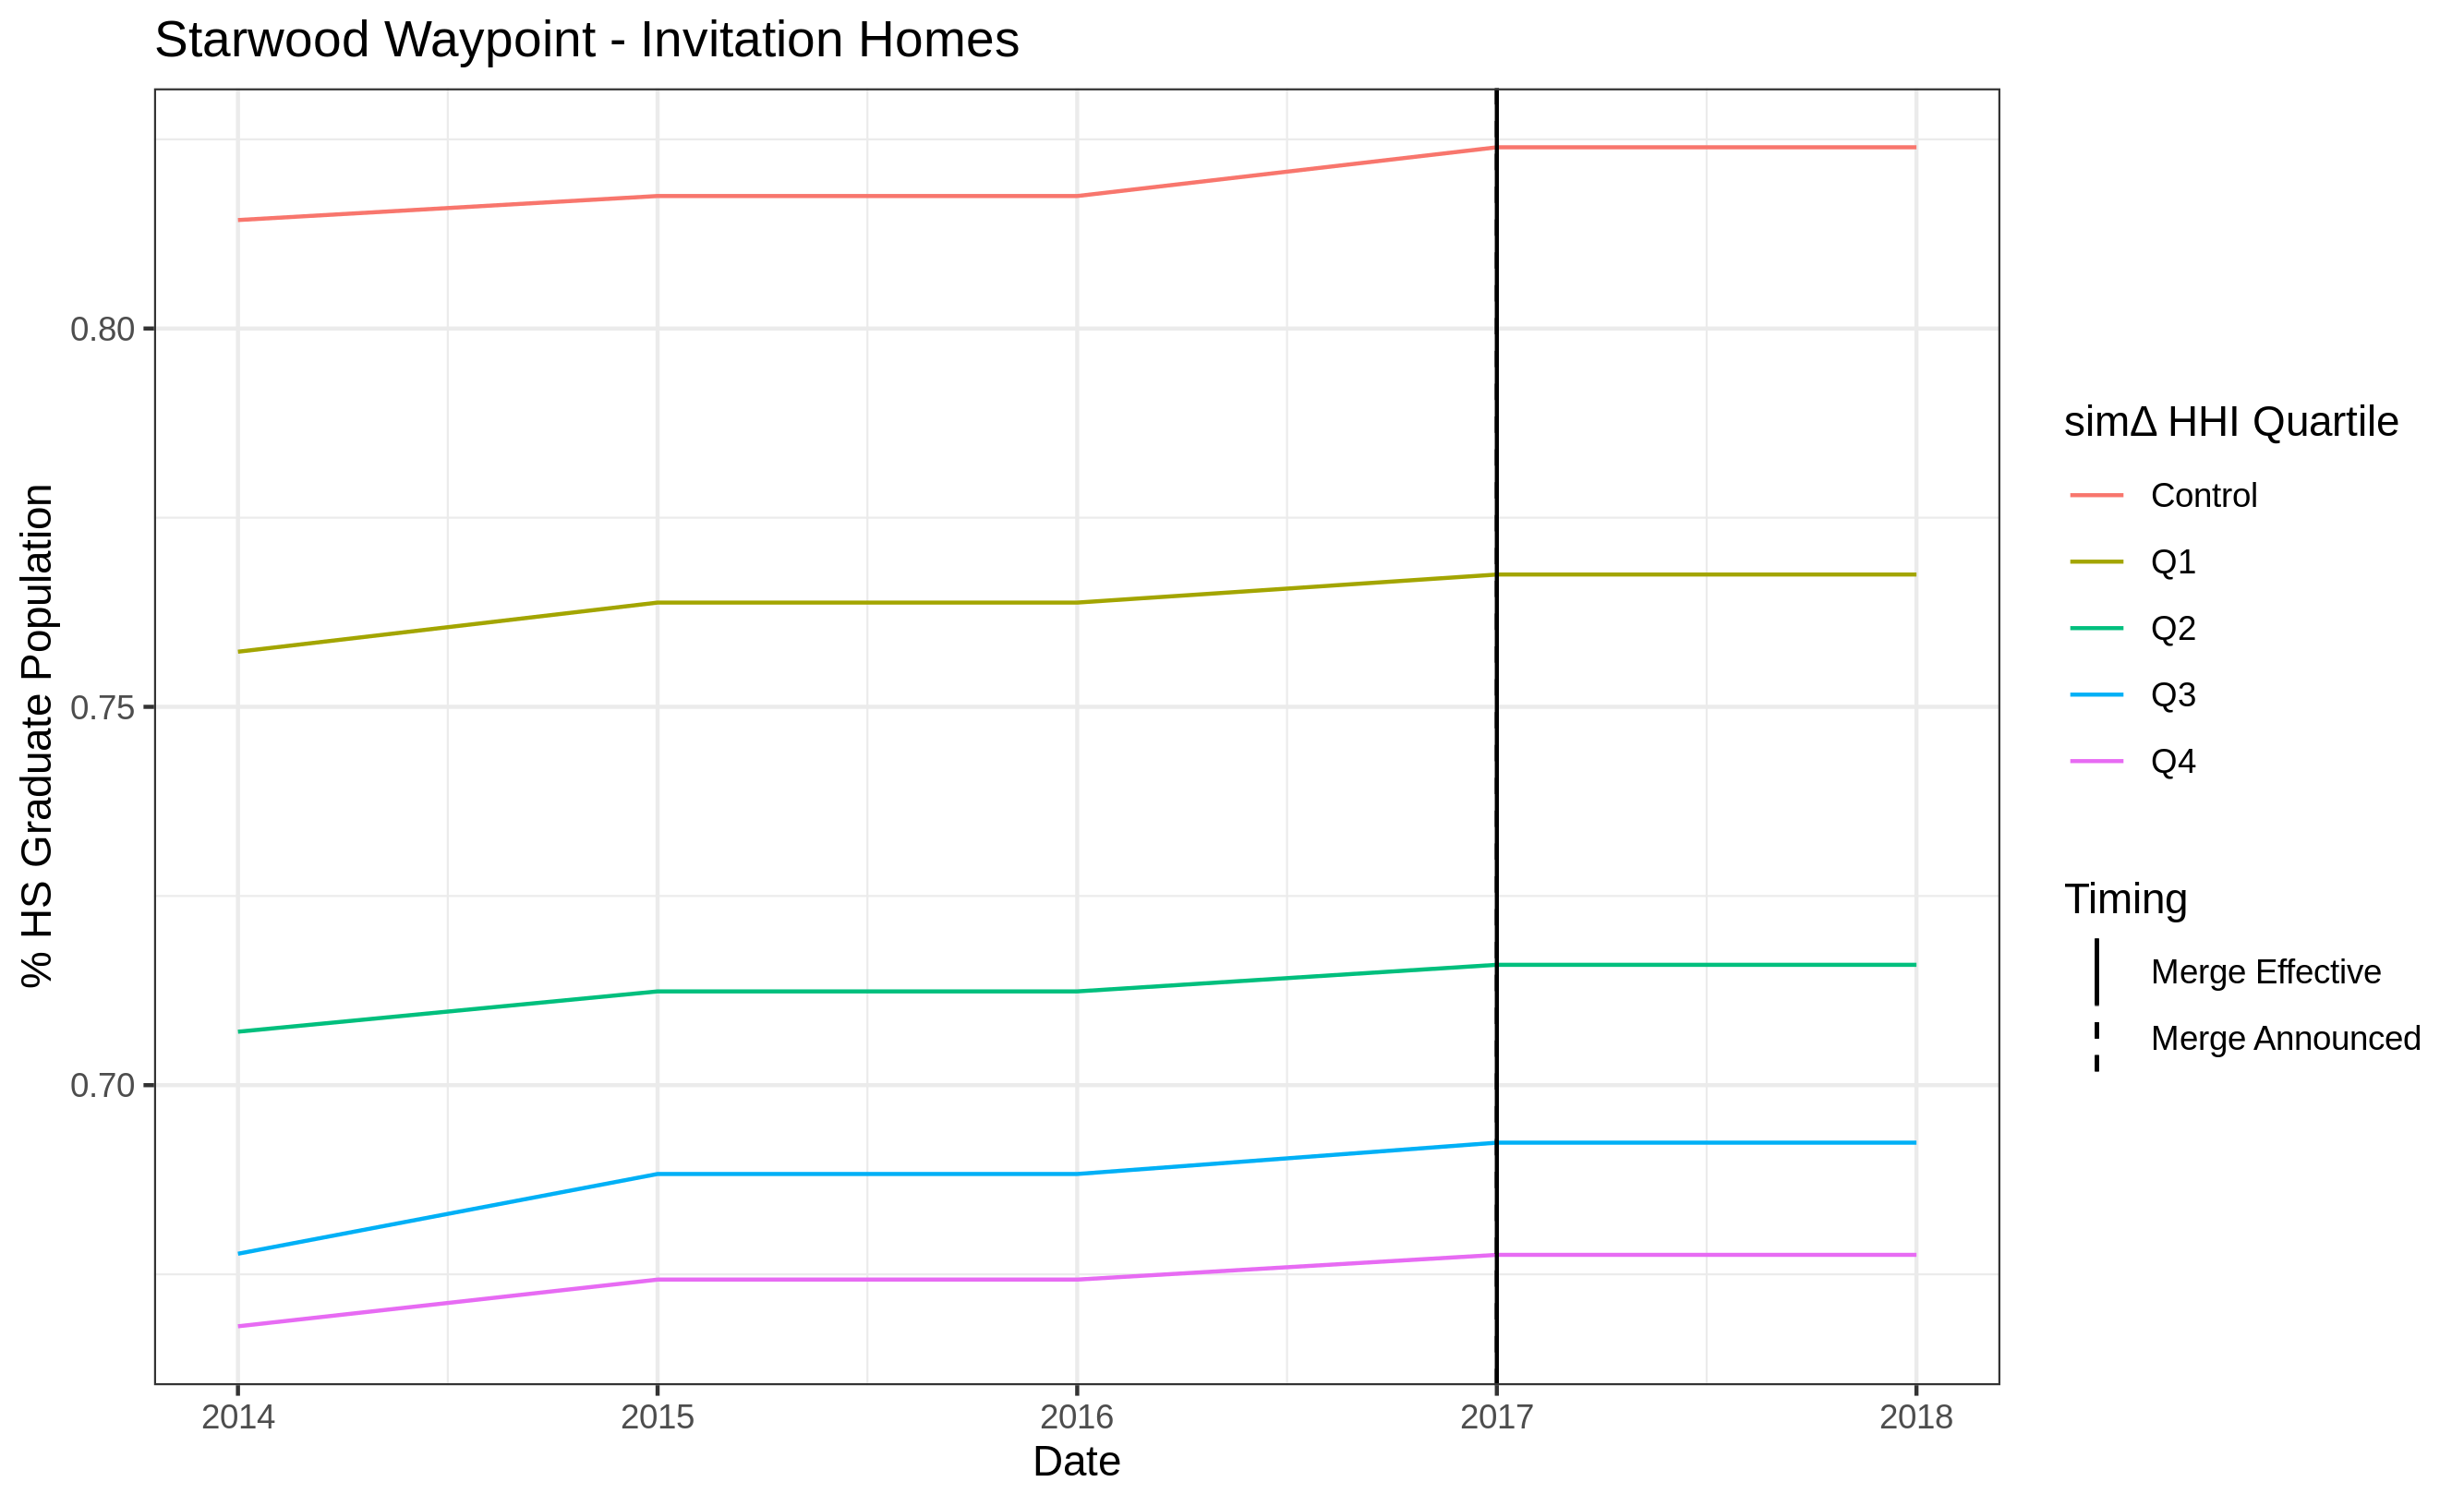 Starwood Waypoint - Invitation Homes
% HS Graduate Population
0.80
0.75
0.70
2014
2015
2016
2017
2018
Date
simΔ HHI Quartile
Control
Q1
Q2
Q3
Q4
Timing
Merge Effective
Merge Announced